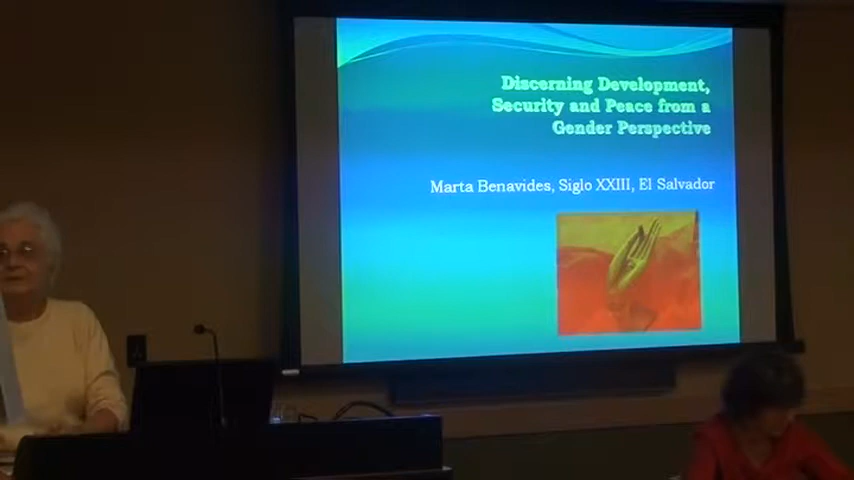 Discerning Development,
Security and Peace from a
Gender Perspective
Marta Benavides, Siglo XXIII, El Salvador